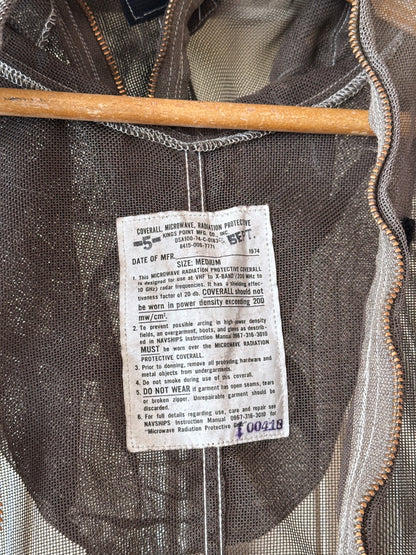 COVERALL, MICROWAVE, RADIATION PROTECTIVE
-5- KINGS POINT MFG. CO., INC.
DSA100-74-C-0183 SEPT.
8415-006-7771
DATE OF MFR. 1974
SIZE: MEDIUM
1. This MICROWAVE RADIATION PROTECTIVE COVERALL
is designed for use at VHF to X-BAND (200 MHz to
10 GHz) radar frequencies. It has a shielding effec-
tiveness factor of 20 db. COVERALL should not
be worn in power density exceeding 200
mw/cm².
2. To prevent possible arcing in high-power density
fields, an overgarment, boots, and gloves as describ-
ed in NAVSHIPS Instruction Manual 0967-316-3010
MUST be worn over the MICROWAVE RADIATION
PROTECTIVE COVERALL.
3. Prior to donning, remove all protruding hardware and
metal objects from undergarments.
4. Do not smoke during use of this coverall.
5. DO NOT WEAR if garment has open seams, tears
or broken zipper. Unrepairable garment should be
discarded.
6. For full details regarding use, care and repair see
NAVSHIPS Instruction Manual 0967-316-3010 for
"Microwave Radiation Protective
T 00418